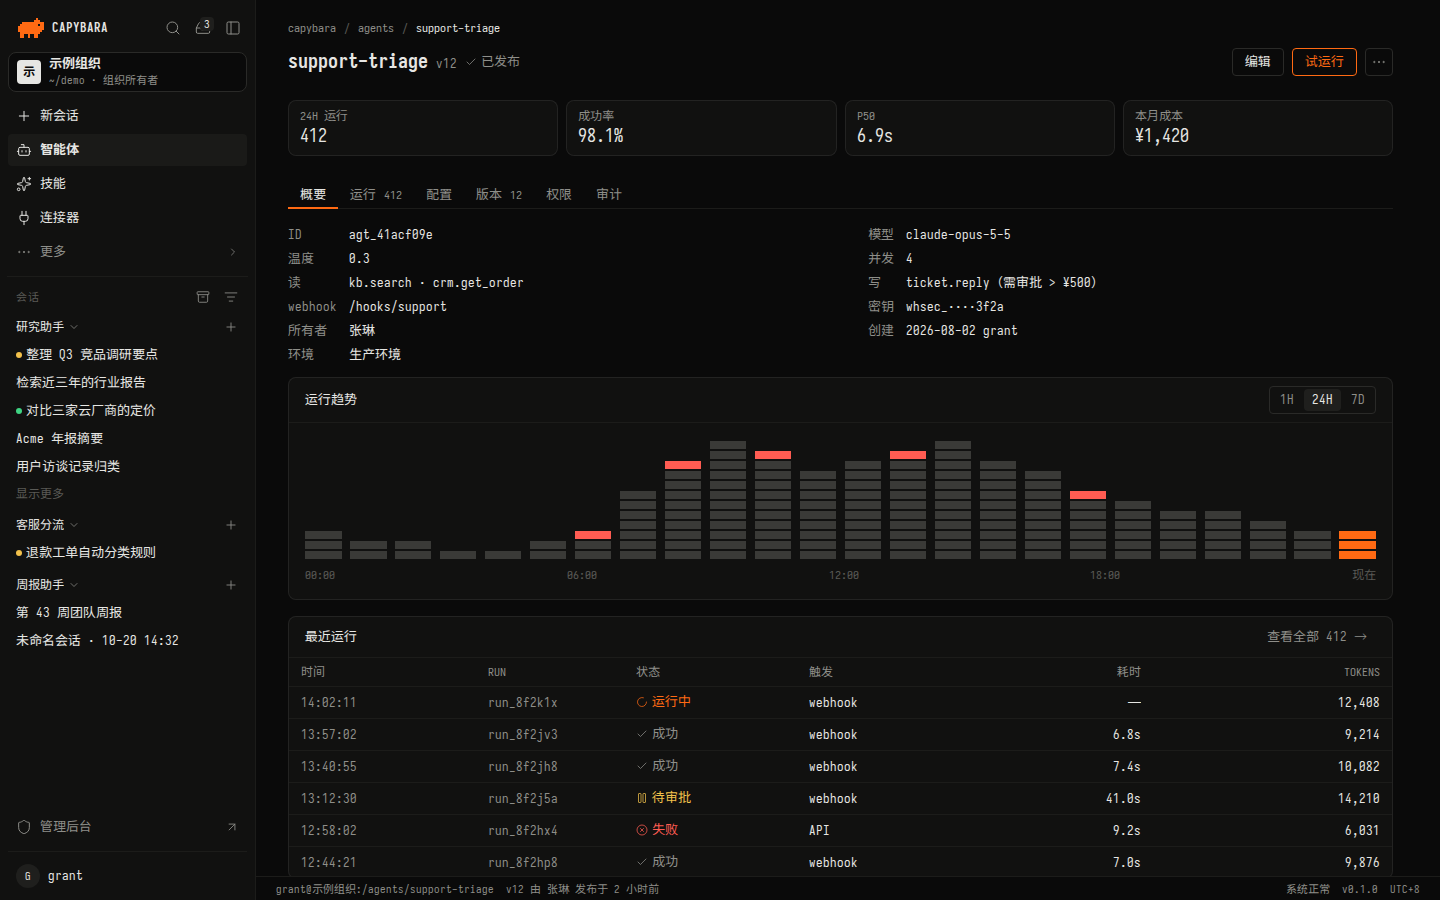 CAPYBARA
3
示 示例组织
~/demo · 组织所有者
新会话
智能体
技能
连接器
更多
会话
研究助手
整理 Q3 竞品调研要点
检索近三年的行业报告
对比三家云厂商的定价
Acme 年报摘要
用户访谈记录归类
显示更多
客服分流
退款工单自动分类规则
周报助手
第 43 周团队周报
未命名会话 · 10-20 14:32
管理后台
G grant
capybara / agents / support-triage
support-triage v12 已发布
编辑 试运行
24H 运行
412
成功率
98.1%
P50
6.9s
本月成本
¥1,420
概要 运行 412 配置 版本 12 权限 审计
ID agt_41acf09e 模型 claude-opus-5-5
温度 0.3 并发 4
读 kb.search · crm.get_order 写 ticket.reply (需审批 > ¥500)
webhook /hooks/support 密钥 whsec_····3f2a
所有者 张琳 创建 2026-08-02 grant
环境 生产环境
运行趋势 1H 24H 7D
00:00 06:00 12:00 18:00 现在
最近运行 查看全部 412 →
时间 RUN 状态 触发 耗时 TOKENS
14:02:11 run_8f2k1x 运行中 webhook — 12,408
13:57:02 run_8f2jv3 成功 webhook 6.8s 9,214
13:40:55 run_8f2jh8 成功 webhook 7.4s 10,082
13:12:30 run_8f2j5a 待审批 webhook 41.0s 14,210
12:58:02 run_8f2hx4 失败 API 9.2s 6,031
12:44:21 run_8f2hp8 成功 webhook 7.0s 9,876
grant@示例组织:/agents/support-triage v12 由 张琳 发布于 2 小时前 系统正常 v0.1.0 UTC+8